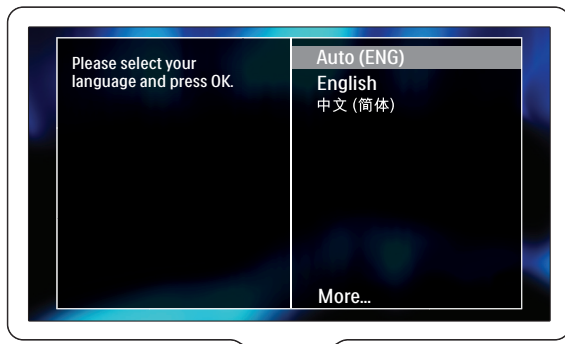 Please select your
language and press OK.
Auto (ENG)
English
中文 (简体)
More...